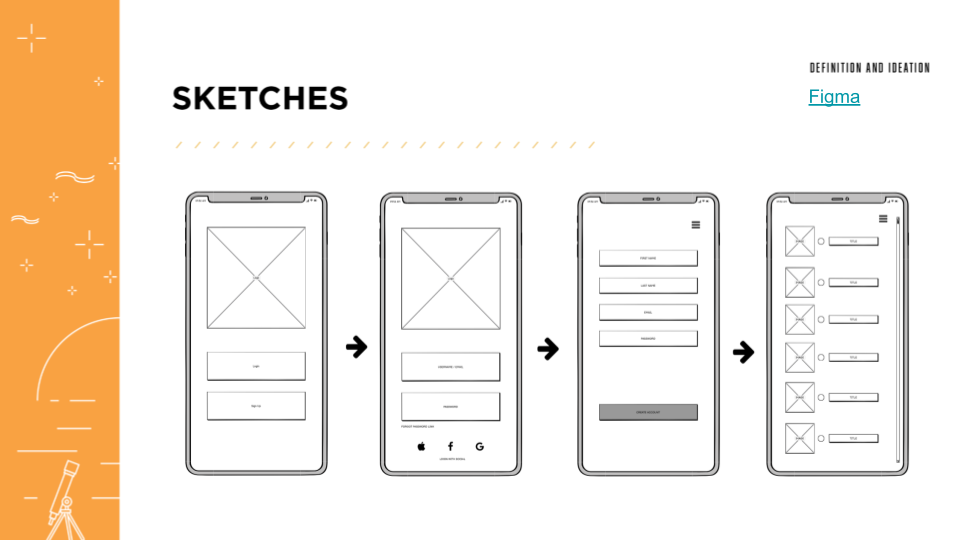 DEFINITION AND IDEATION
SKETCHES
Figma
Login
Sign Up
USERNAME / EMAIL
PASSWORD
FORGOT PASSWORD LINK
LOGIN WITH SOCIALS
FIRST NAME
LAST NAME
EMAIL
PASSWORD
CREATE ACCOUNT
TITLE
TITLE
TITLE
TITLE
TITLE
TITLE